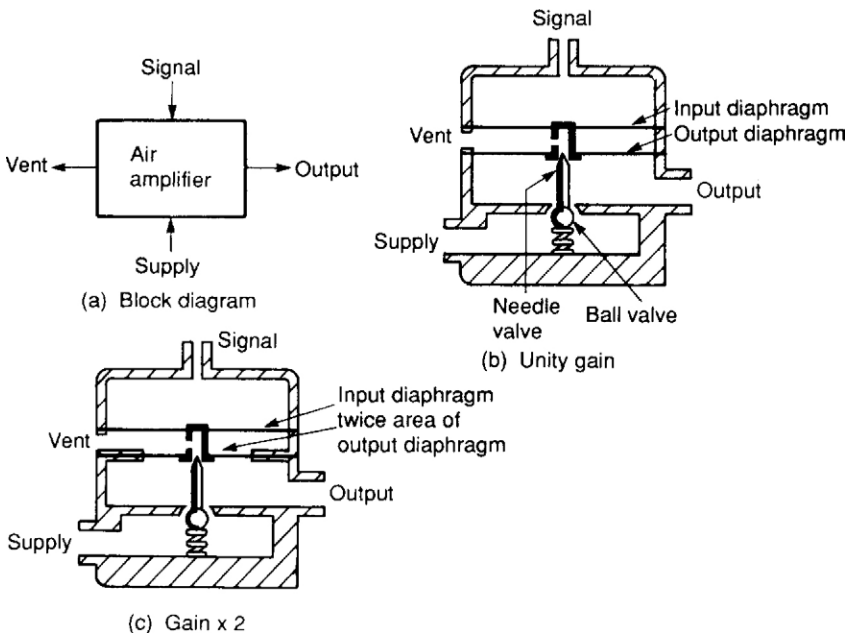 Signal
Vent
Air
amplifier
Output
Supply
(a) Block diagram
Signal
Input diaphragm
Output diaphragm
Vent
Output
Supply
Needle
valve
Ball valve
(b) Unity gain
Signal
Input diaphragm
twice area of
output diaphragm
Vent
Output
Supply
(c) Gain x 2